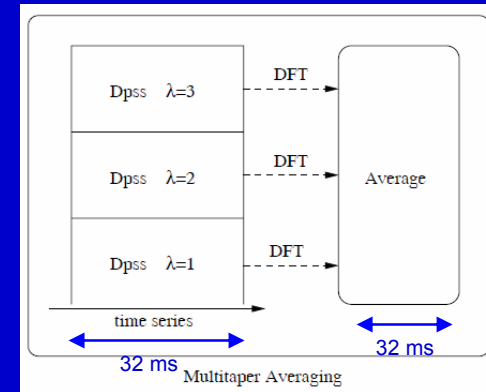 Dpss λ=3
DFT
Dpss λ=2
DFT
Average
Dpss λ=1
DFT
time series
32 ms
32 ms
Multitaper Averaging